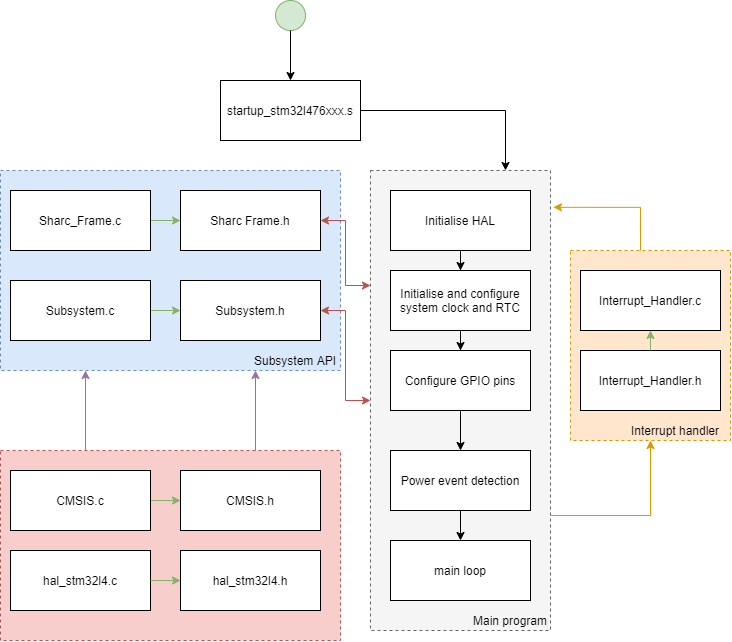 startup_stm32l476xxx.s
Sharc_Frame.c
Sharc Frame.h
Subsystem.c
Subsystem.h
Subsystem API
CMSIS.c
CMSIS.h
hal_stm32l4.c
hal_stm32l4.h
Initialise HAL
Initialise and configure
system clock and RTC
Configure GPIO pins
Power event detection
main loop
Main program
Interrupt_Handler.c
Interrupt_Handler.h
Interrupt handler